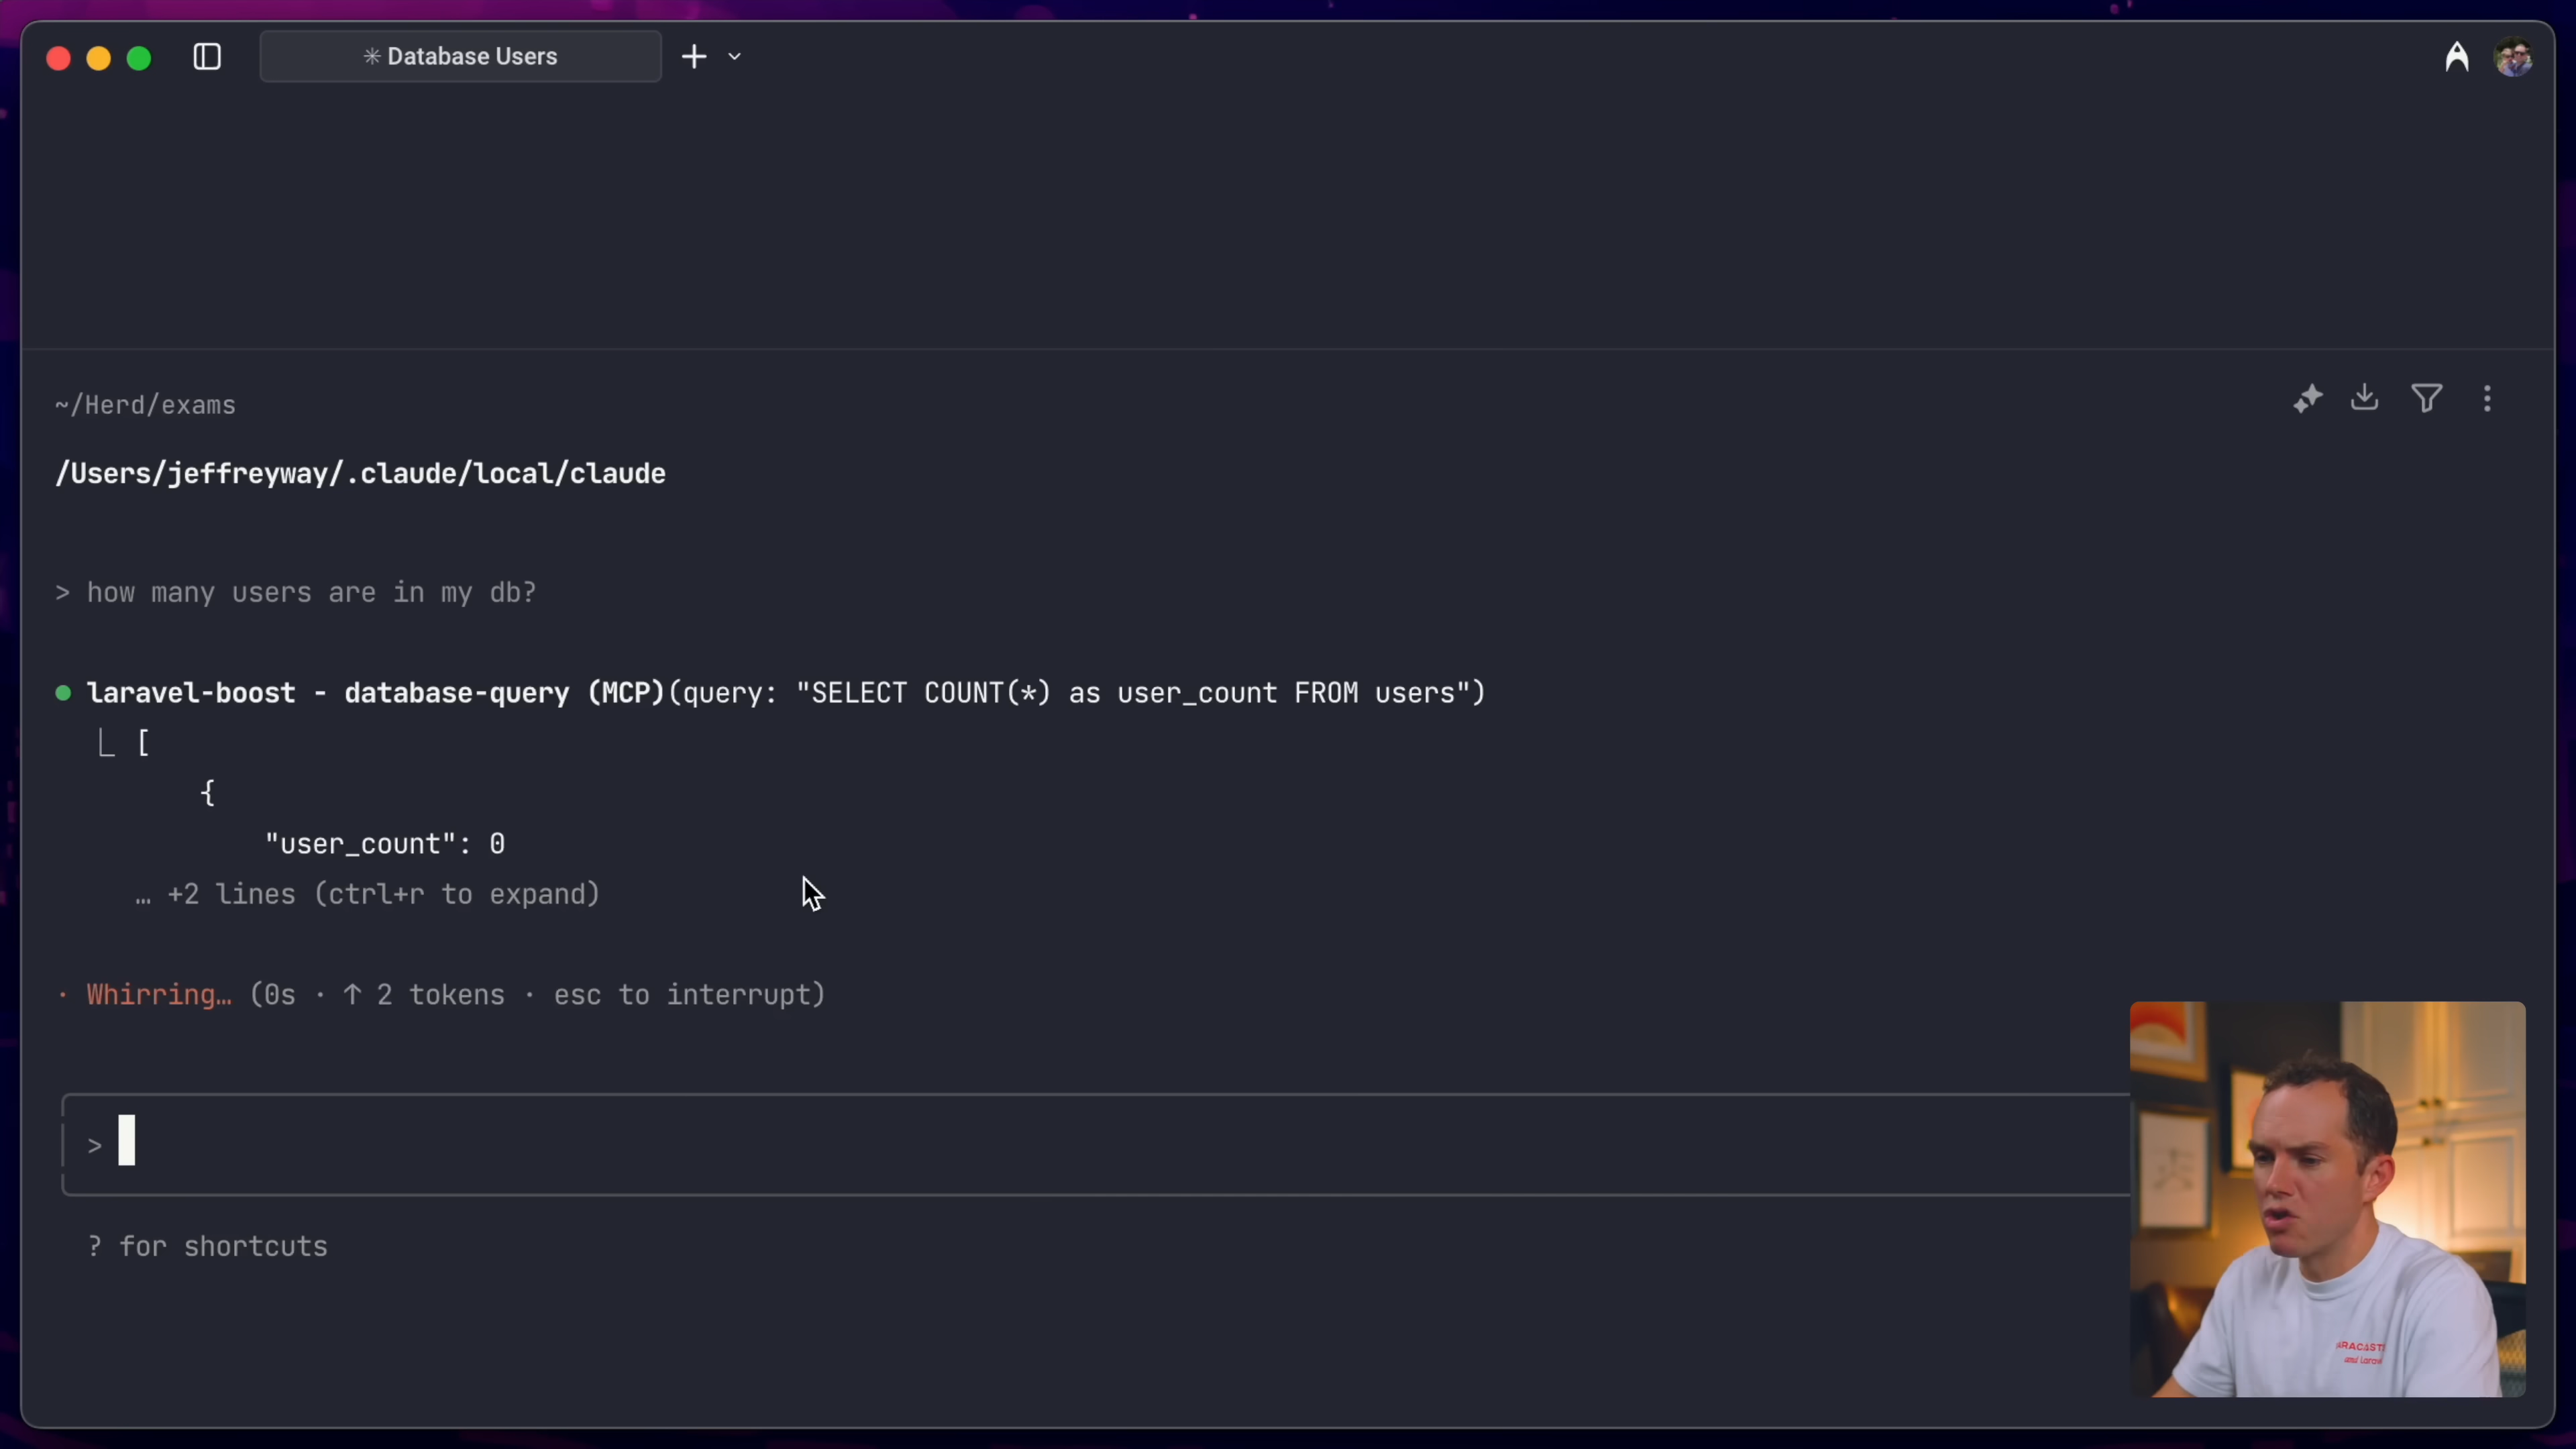 ✳ Database Users
~/Herd/exams
/Users/jeffreyway/.claude/local/claude
> how many users are in my db?
● laravel-boost - database-query (MCP)(query: "SELECT COUNT(*) as user_count FROM users")
⎿ [
{
"user_count": 0
… +2 lines (ctrl+r to expand)
· Whirring… (0s · ↑ 2 tokens · esc to interrupt)
>
? for shortcuts